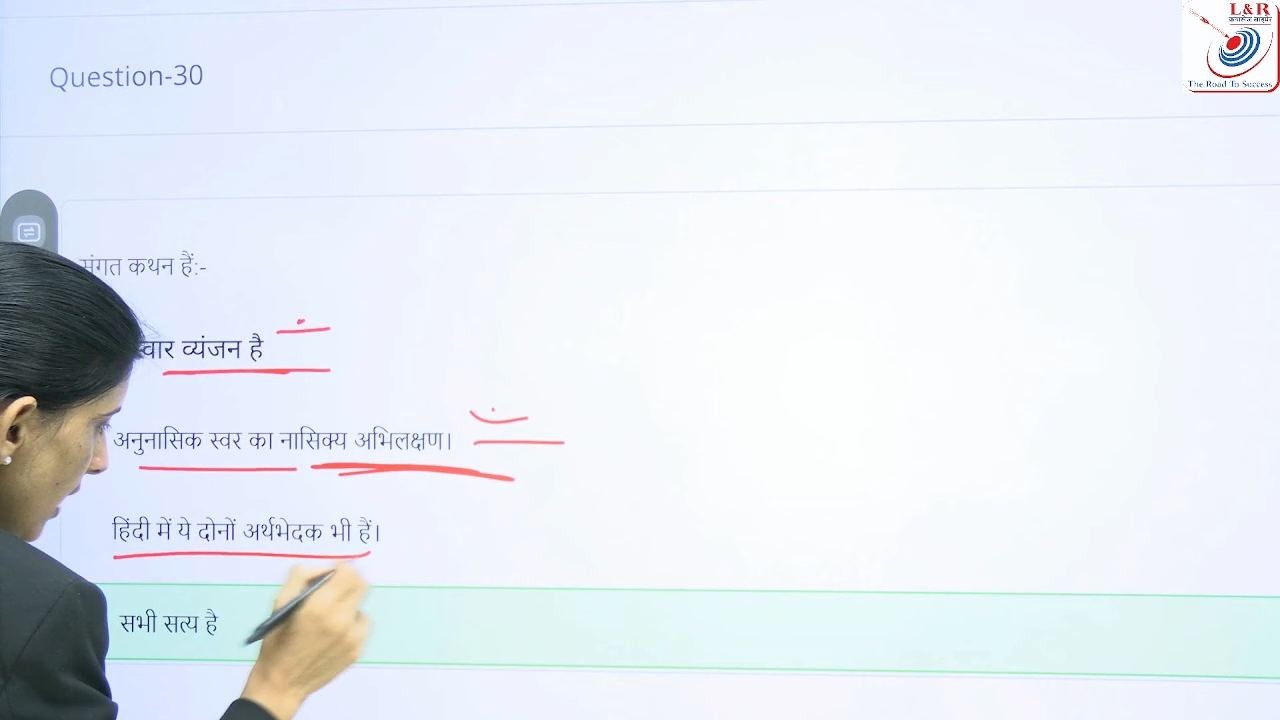 L&R
The Road To Success
Question-30
संगत कथन हैं:-
व्यंजन है
अनुनासिक स्वर का नासिक्य अभिलक्षण।
हिंदी में ये दोनों अर्थभेदक भी हैं।
सभी सत्य है